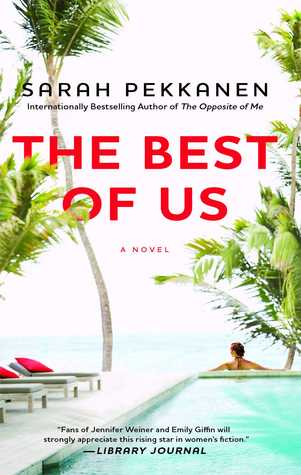 SARAH PEKKANEN
Internationally Bestselling Author of The Opposite of Me
THE BEST
OF US
A NOVEL
"Fans of Jennifer Weiner and Emily Giffin will
strongly appreciate this rising star in women's fiction."
—LIBRARY JOURNAL